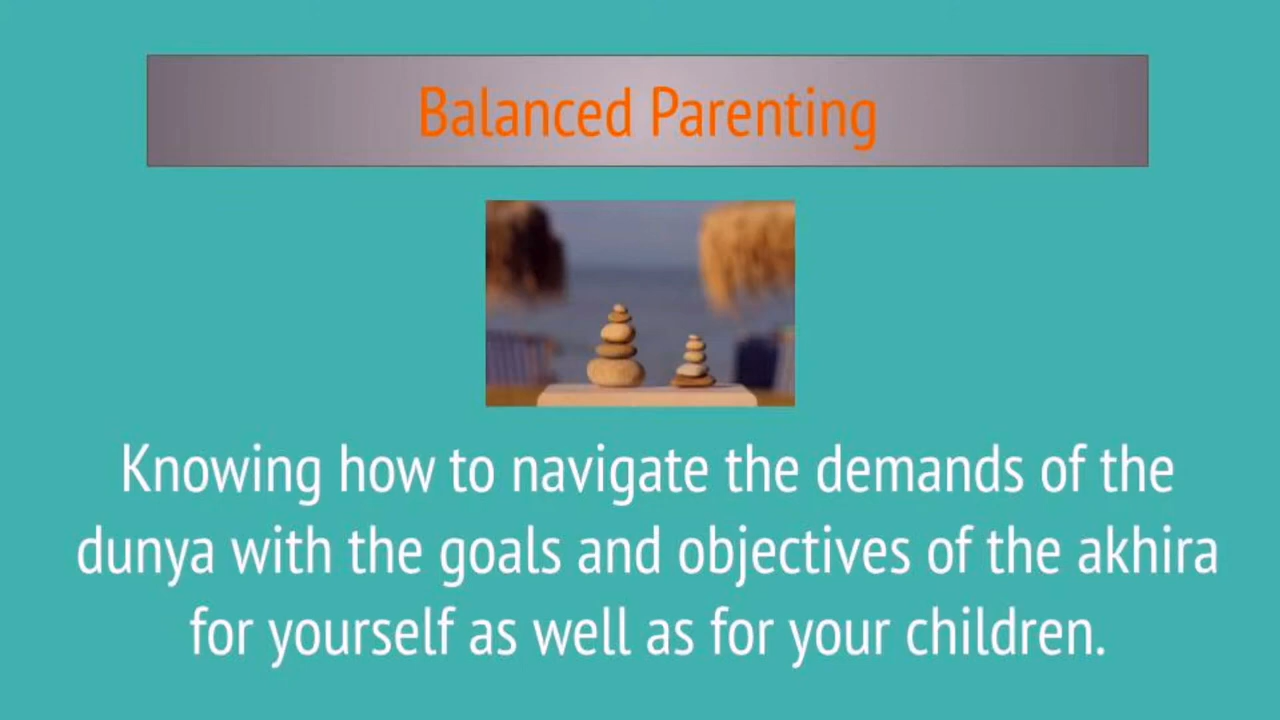 Balanced Parenting
Knowing how to navigate the demands of the
dunya with the goals and objectives of the akhira
for yourself as well as for your children.